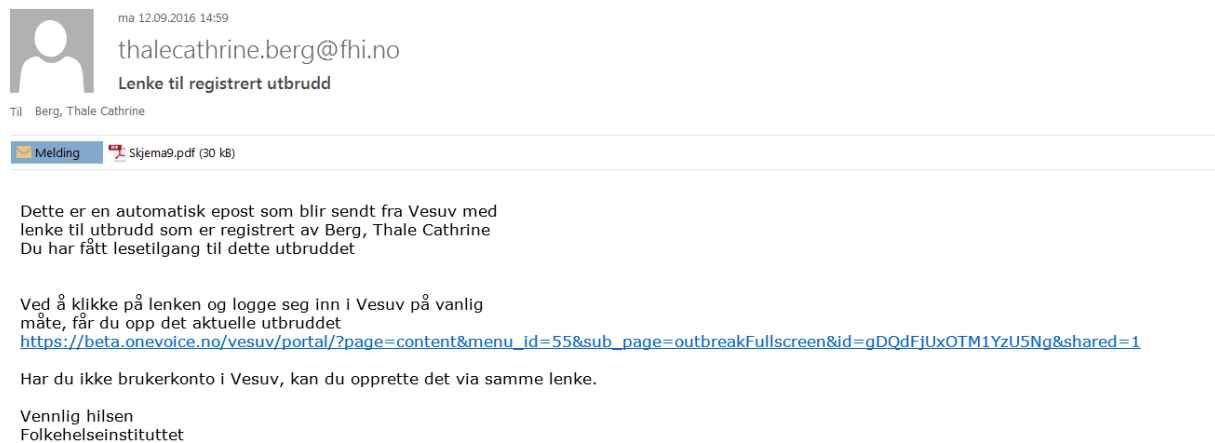 ma 12.09.2016 14:59
thalecathrine.berg@fhi.no
Lenke til registrert utbrudd
Til Berg, Thale Cathrine
Melding Skjema9.pdf (30 kB)
Dette er en automatisk epost som blir sendt fra Vesuv med
lenke til utbrudd som er registrert av Berg, Thale Cathrine
Du har fått lesetilgang til dette utbruddet
Ved å klikke på lenken og logge seg inn i Vesuv på vanlig
måte, får du opp det aktuelle utbruddet
https://beta.onevoice.no/vesuv/portal/?page=content&menu_id=55&sub_page=outbreakFullscreen&id=gDQdFjUxOTM1YzU5Ng&shared=1
Har du ikke brukerkonto i Vesuv, kan du opprette det via samme lenke.
Vennlig hilsen
Folkehelseinstituttet